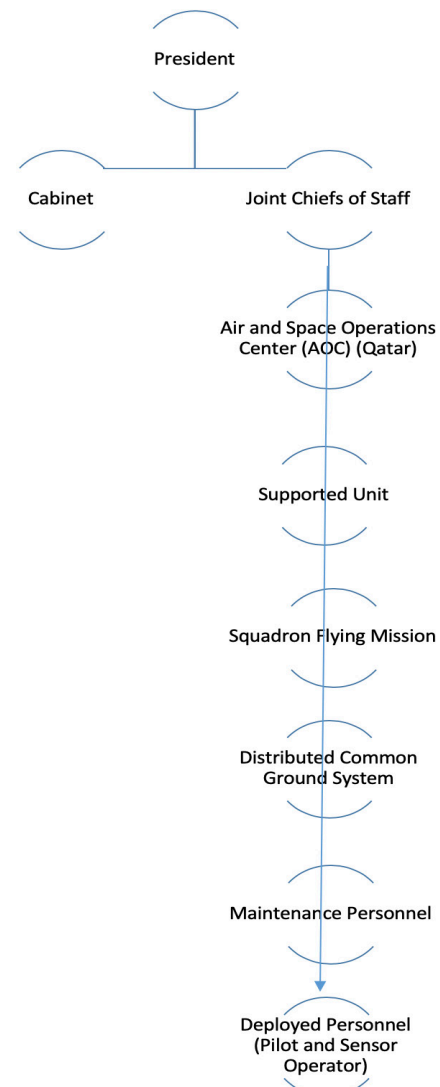 President
Cabinet
Joint Chiefs of Staff
Air and Space Operations
Center (AOC) (Qatar)
Supported Unit
Squadron Flying Mission
Distributed Common
Ground System
Maintenance Personnel
Deployed Personnel
(Pilot and Sensor
Operator)